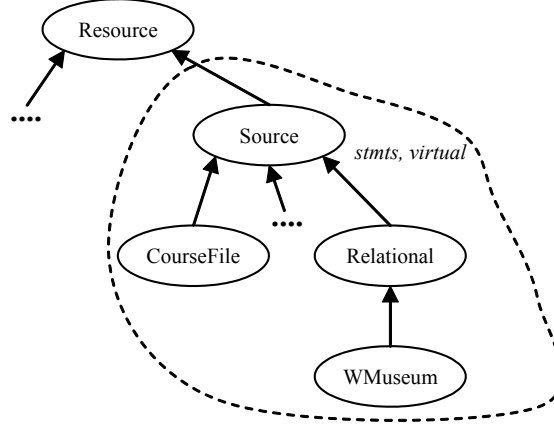 Resource
....
Source
stmts, virtual
....
CourseFile
Relational
WMuseum